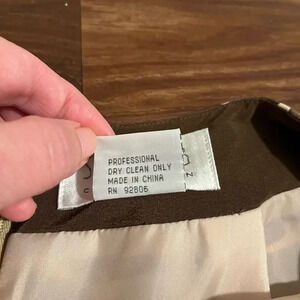 PROFESSIONAL
DRY CLEAN ONLY
MADE IN CHINA
RN 92806